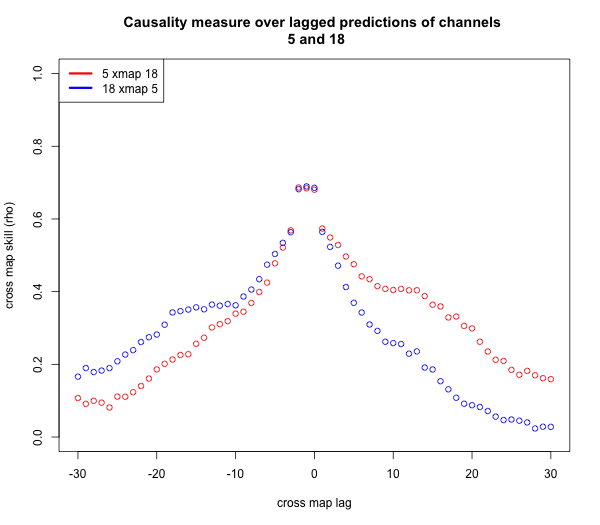 Causality measure over lagged predictions of channels
5 and 18
5 xmap 18
18 xmap 5
cross map skill (rho)
1.0
0.8
0.6
0.4
0.2
0.0
-30 -20 -10 0 10 20 30
cross map lag